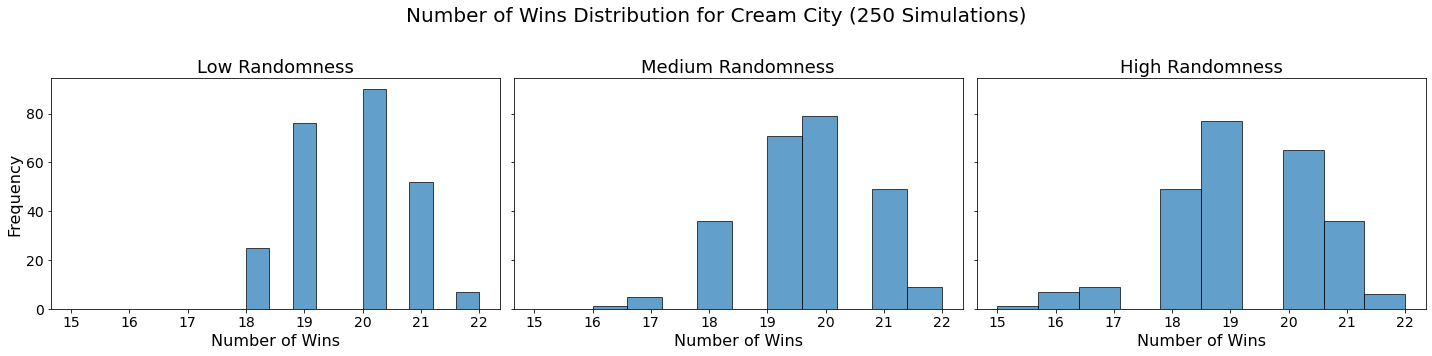 Number of Wins Distribution for Cream City (250 Simulations)
Low Randomness
Medium Randomness
High Randomness
Frequency
80
60
40
20
0
15 16 17 18 19 20 21 22
15 16 17 18 19 20 21 22
15 16 17 18 19 20 21 22
Number of Wins
Number of Wins
Number of Wins